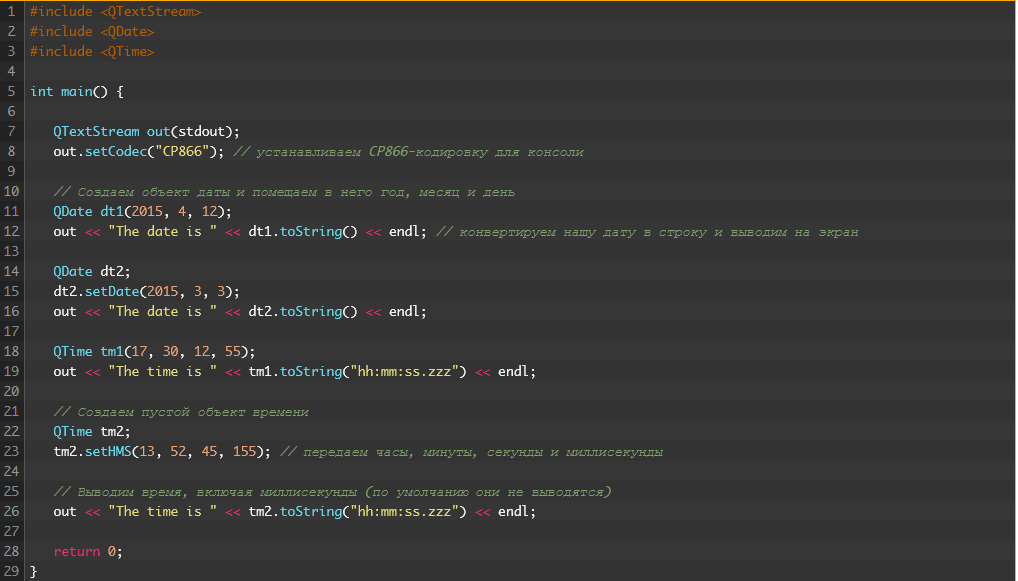 1 #include <QTextStream>
2 #include <QDate>
3 #include <QTime>
4
5 int main() {
6
7 QTextStream out(stdout);
8 out.setCodec("CP866"); // устанавливаем CP866-кодировку для консоли
9
10 // Создаем объект даты и помещаем в него год, месяц и день
11 QDate dt1(2015, 4, 12);
12 out << "The date is " << dt1.toString() << endl; // конвертируем нашу дату в строку и выводим на экран
13
14 QDate dt2;
15 dt2.setDate(2015, 3, 3);
16 out << "The date is " << dt2.toString() << endl;
17
18 QTime tm1(17, 30, 12, 55);
19 out << "The time is " << tm1.toString("hh:mm:ss.zzz") << endl;
20
21 // Создаем пустой объект времени
22 QTime tm2;
23 tm2.setHMS(13, 52, 45, 155); // передаем часы, минуты, секунды и миллисекунды
24
25 // Выводим время, включая миллисекунды (по умолчанию они не выводятся)
26 out << "The time is " << tm2.toString("hh:mm:ss.zzz") << endl;
27
28 return 0;
29 }